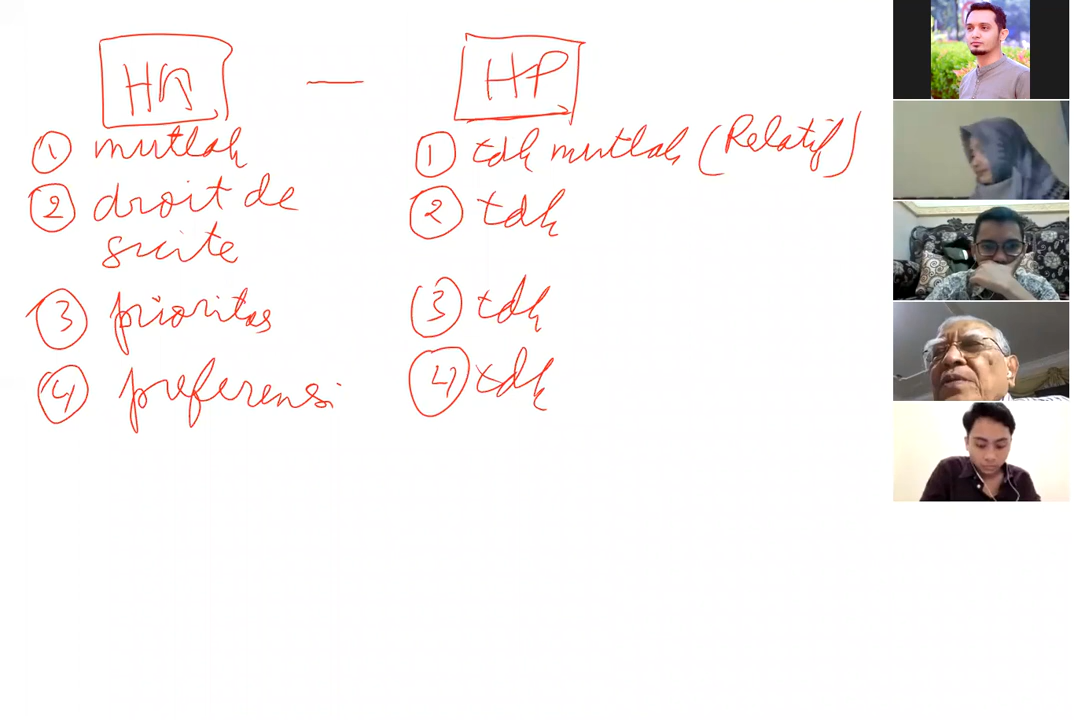 HP
① mutlak ① tdk mutlak (Relatif)
② droit de ② tdk
suite
③ prioritas ③ tdk
④ preferensi ④ tdk